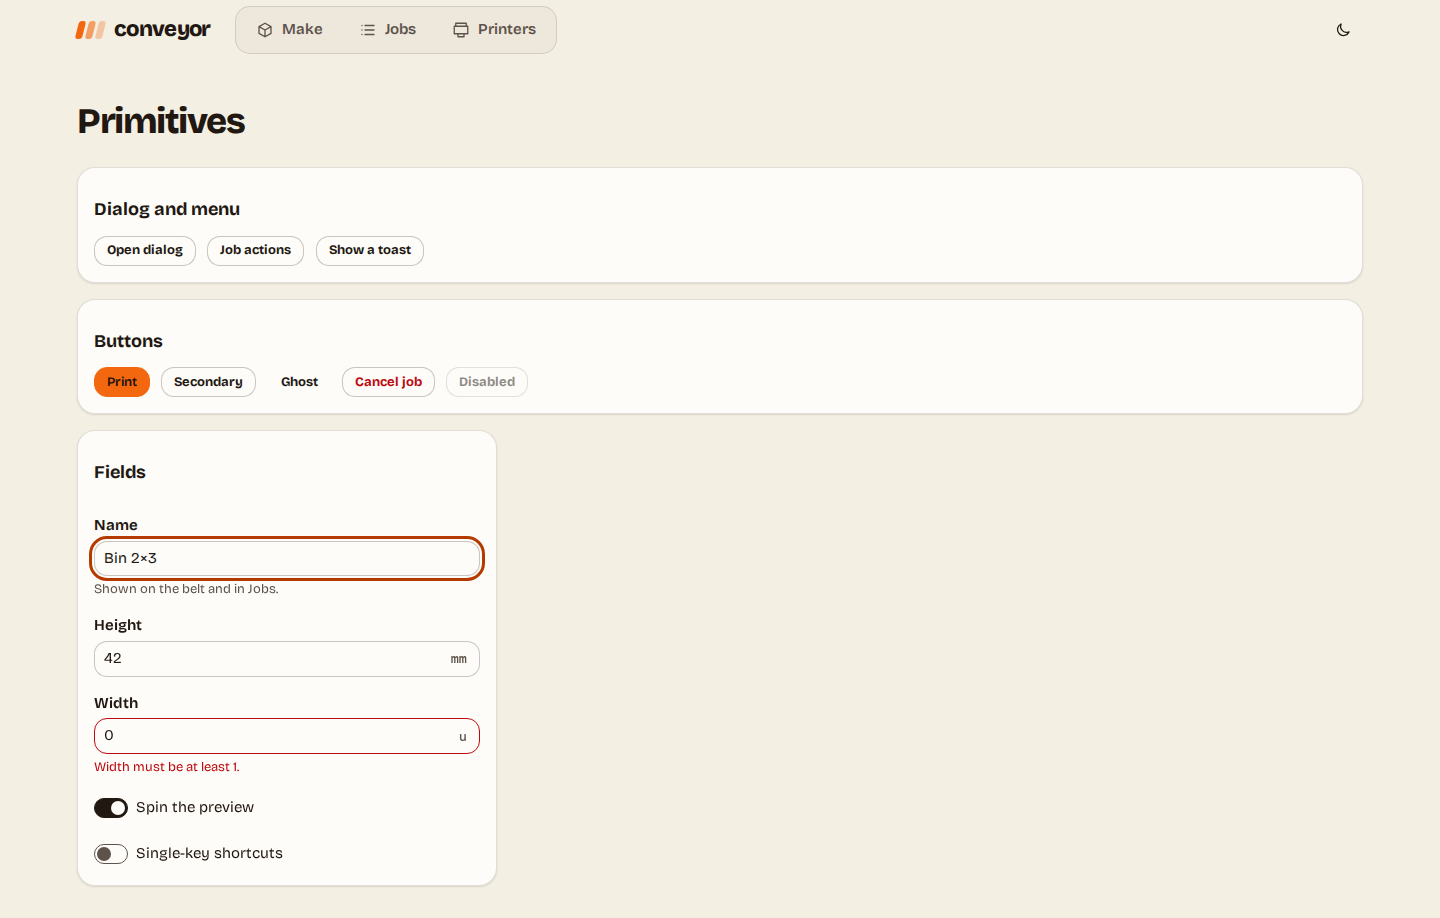 conveyor
Make
Jobs
Printers
Primitives
Dialog and menu
Open dialog
Job actions
Show a toast
Buttons
Print
Secondary
Ghost
Cancel job
Disabled
Fields
Name
Bin 2×3
Shown on the belt and in Jobs.
Height
42 mm
Width
0 u
Width must be at least 1.
Spin the preview
Single-key shortcuts